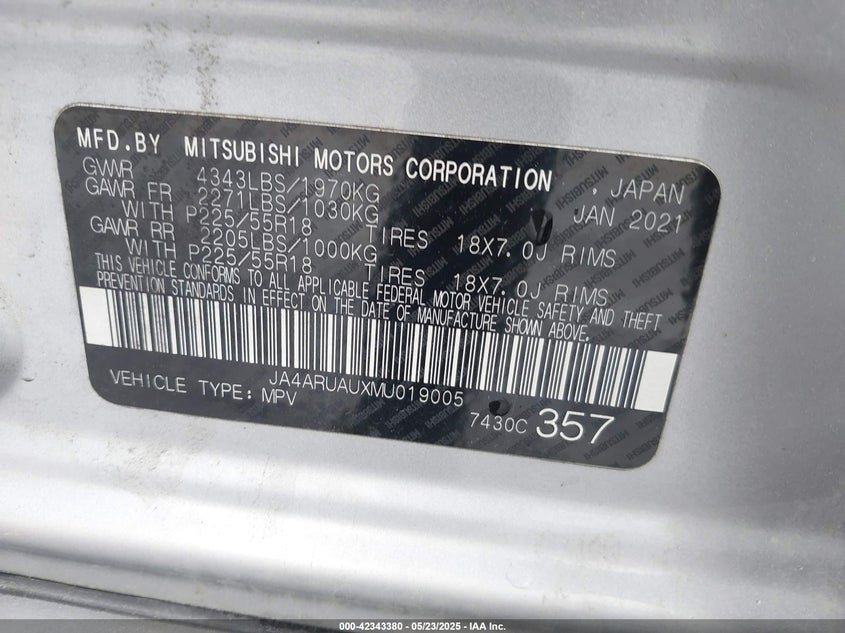 MFD.BY MITSUBISHI MOTORS CORPORATION , JAPAN
GVWR 4343LBS/1970KG JAN 2021
GAWR FR 2271LBS/1030KG
WITH P225/55R18 TIRES 18X7.0J RIMS
GAWR RR 2205LBS/1000KG
WITH P225/55R18 TIRES 18X7.0J RIMS
THIS VEHICLE CONFORMS TO ALL APPLICABLE FEDERAL MOTOR VEHICLE SAFETY AND THEFT
PREVENTION STANDARDS IN EFFECT ON THE DATE OF MANUFACTURE SHOWN ABOVE.
JA4ARUAUXMU019005
VEHICLE TYPE: MPV
7430C 357
000-42343380 — 05/23/2025 — IAA Inc.